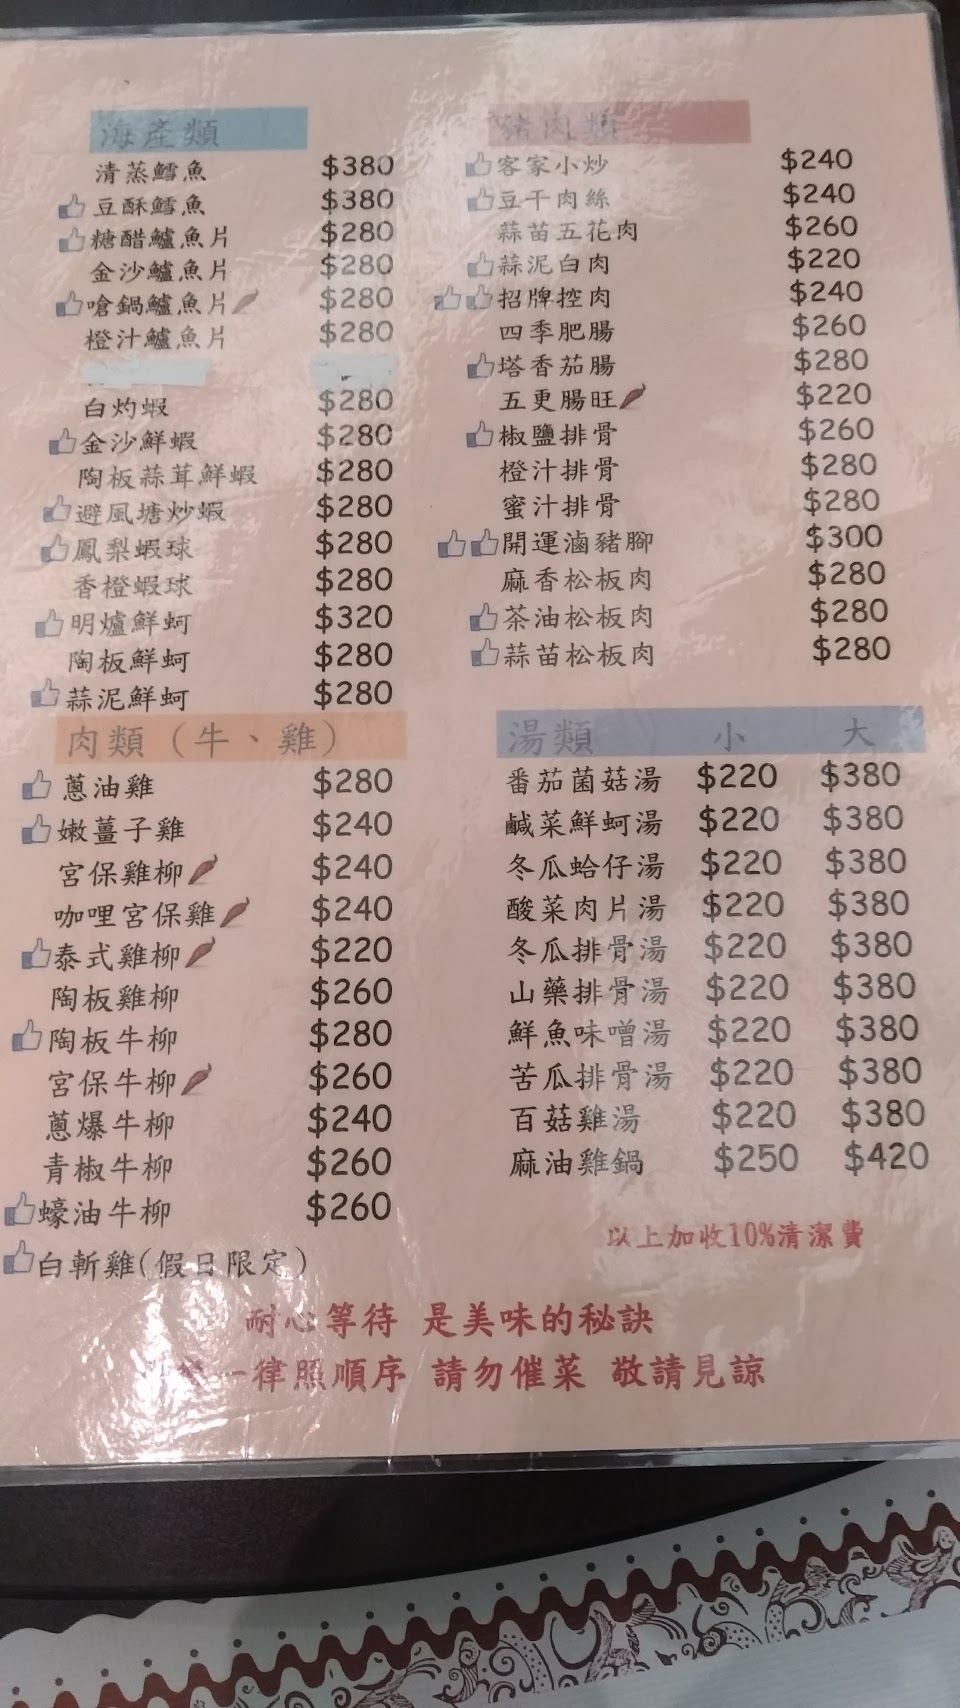 海產類
清蒸鱈魚 $380
豆酥鱈魚 $380
糖醋鱸魚片 $280
金沙鱸魚片 $280
嗆鍋鱸魚片 $280
橙汁鱸魚片 $280
白灼蝦 $280
金沙鮮蝦 $280
陶板蒜茸鮮蝦 $280
避風塘炒蝦 $280
鳳梨蝦球 $280
香橙蝦球 $280
明爐鮮蚵 $320
陶板鮮蚵 $280
蒜泥鮮蚵 $280
肉類（牛、雞）
蔥油雞 $280
嫩薑子雞 $240
宮保雞柳 $240
咖哩宮保雞 $240
泰式雞柳 $220
陶板雞柳 $260
陶板牛柳 $280
宮保牛柳 $260
蔥爆牛柳 $240
青椒牛柳 $260
蠔油牛柳 $260
白斬雞(假日限定)
豬肉類
客家小炒 $240
豆干肉絲 $240
蒜苗五花肉 $260
蒜泥白肉 $220
招牌控肉 $240
四季肥腸 $260
塔香茄腸 $280
五更腸旺 $220
椒鹽排骨 $260
橙汁排骨 $280
蜜汁排骨 $280
開運滷豬腳 $300
麻香松板肉 $280
茶油松板肉 $280
蒜苗松板肉 $280
湯類 小 大
番茄菌菇湯 $220 $380
鹹菜鮮蚵湯 $220 $380
冬瓜蛤仔湯 $220 $380
酸菜肉片湯 $220 $380
冬瓜排骨湯 $220 $380
山藥排骨湯 $220 $380
鮮魚味噌湯 $220 $380
苦瓜排骨湯 $220 $380
百菇雞湯 $220 $380
麻油雞鍋 $250 $420
以上加收10%清潔費
耐心等待 是美味的秘訣
一律照順序 請勿催菜 敬請見諒